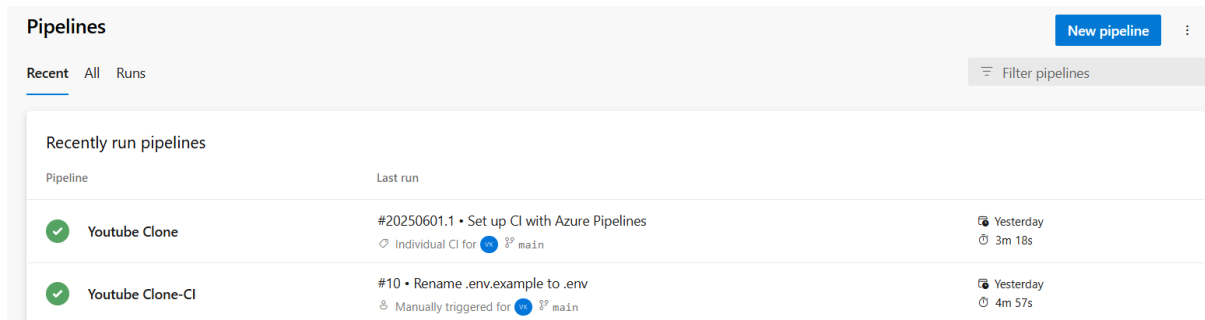 Pipelines
New pipeline
Recent All Runs
Filter pipelines
Recently run pipelines
Pipeline Last run
Youtube Clone
#20250601.1 • Set up CI with Azure Pipelines
Individual CI for VK main
Yesterday
3m 18s
Youtube Clone-CI
#10 • Rename .env.example to .env
Manually triggered for VK main
Yesterday
4m 57s